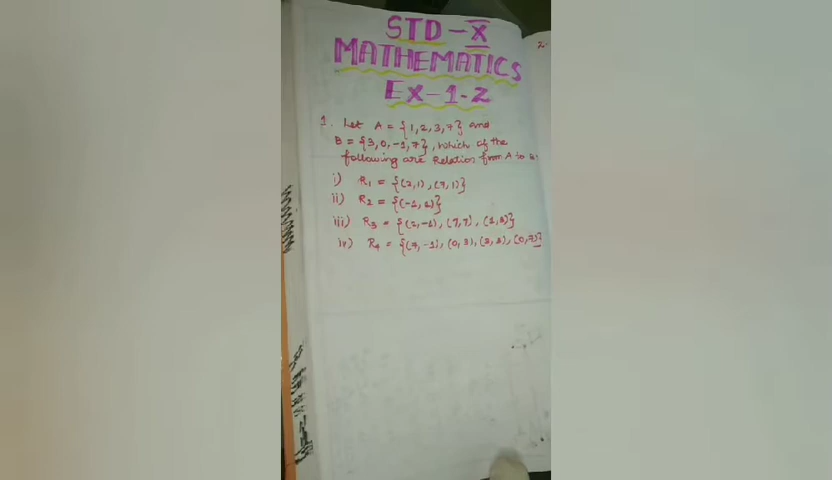 STD-X
MATHEMATICS
EX-1-2
2.
1. Let A = {1,2,3,7} and
B = {3,0,-1,7}, which of the
following are Relation from A to B.
i) R₁ = {(2,1), (7,1)}
ii) R₂ = {(-1,1)}
iii) R₃ = {(2,-1), (7,7), (1,3)}
iv) R₄ = {(7,-1), (0,3), (3,3), (0,7)}